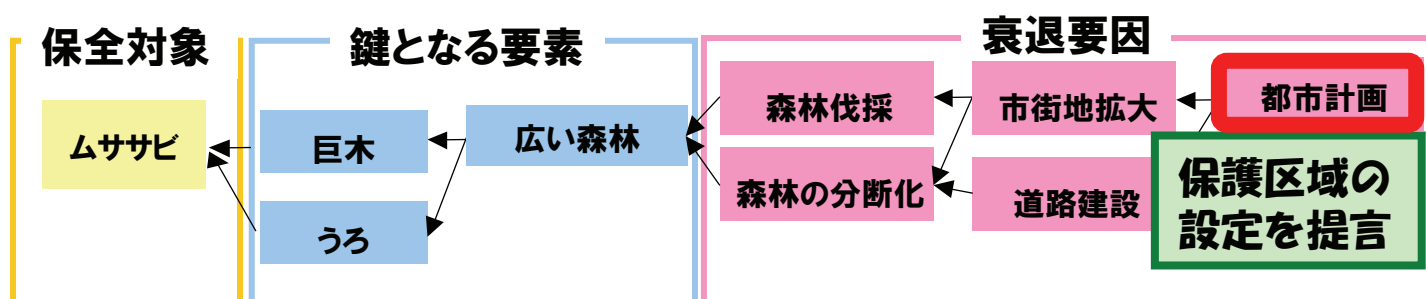 保全対象
鍵となる要素
衰退要因
ムササビ
巨木
うろ
広い森林
森林伐採
森林の分断化
市街地拡大
道路建設
都市計画
保護区域の
設定を提言